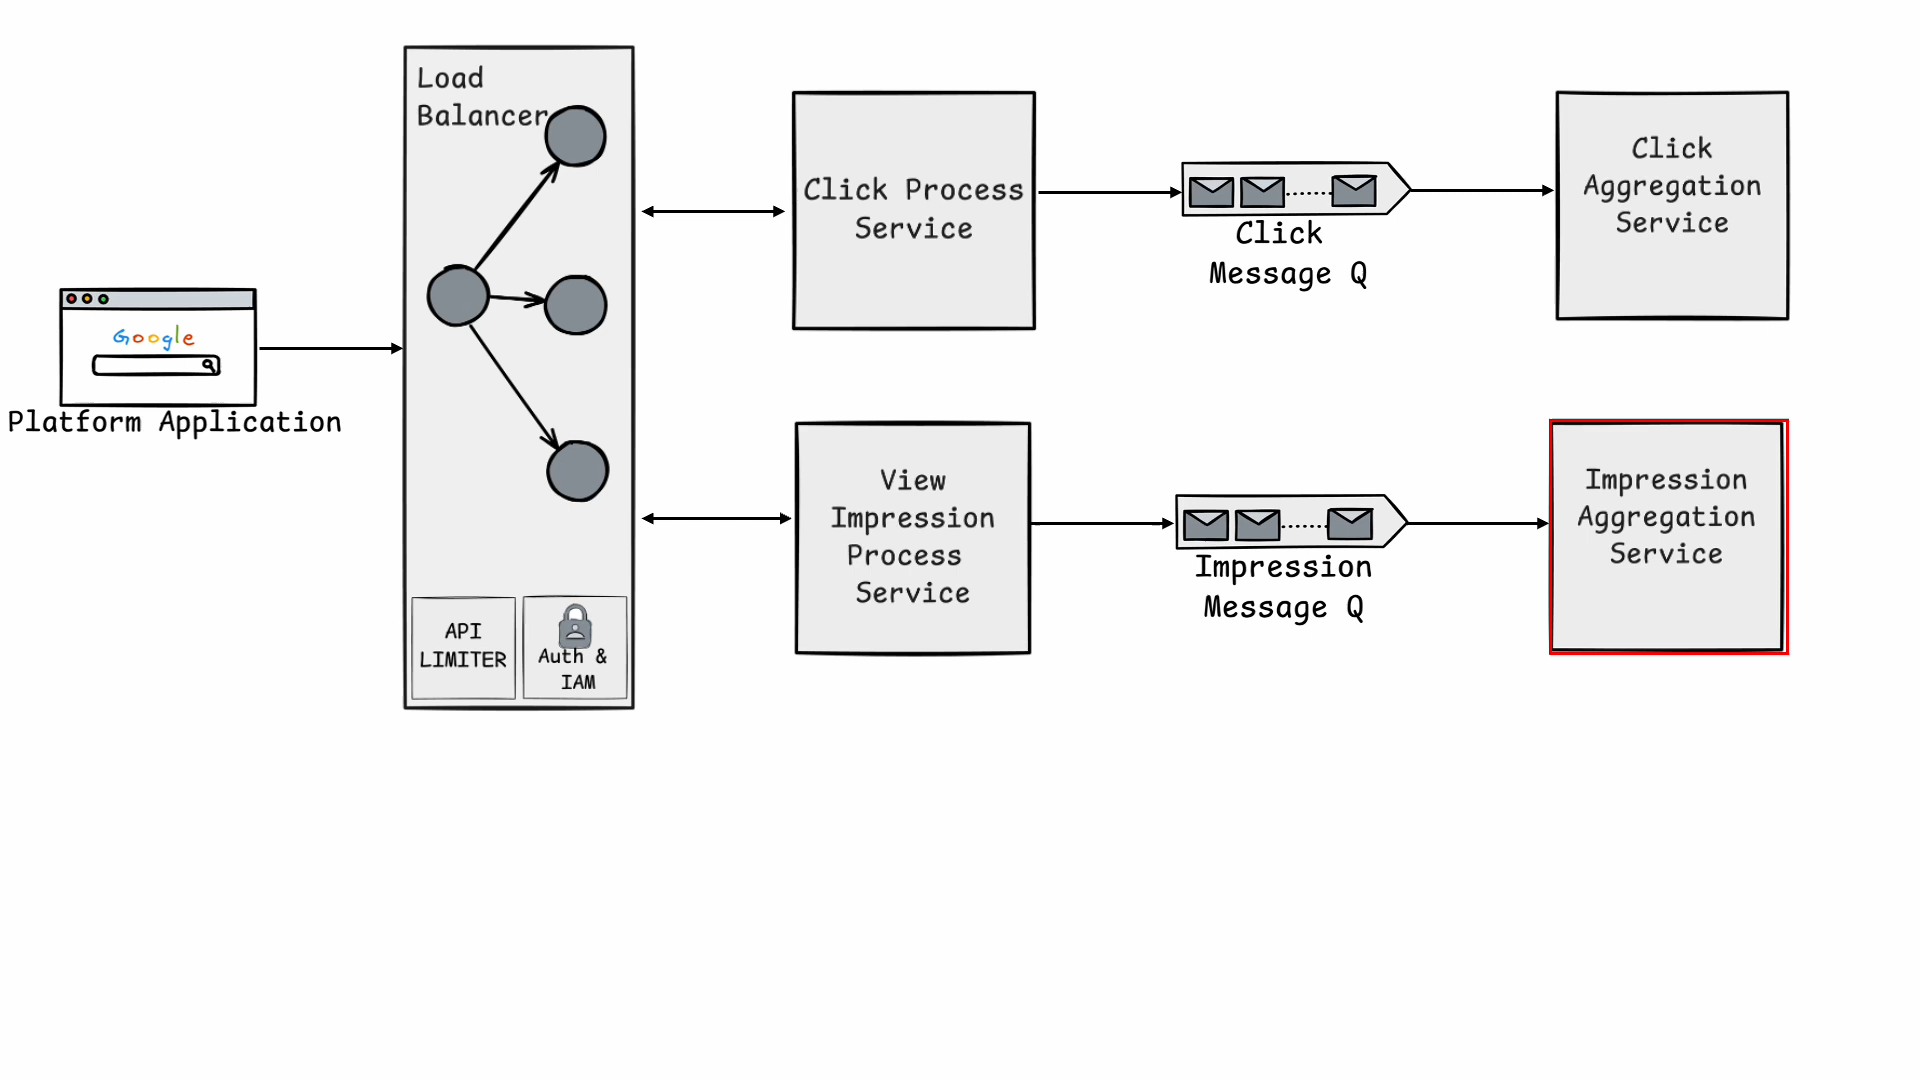 Load
Balancer
Google
Platform Application
API
LIMITER
Auth &
IAM
Click Process
Service
Click
Message Q
Click
Aggregation
Service
View
Impression
Process
Service
Impression
Message Q
Impression
Aggregation
Service